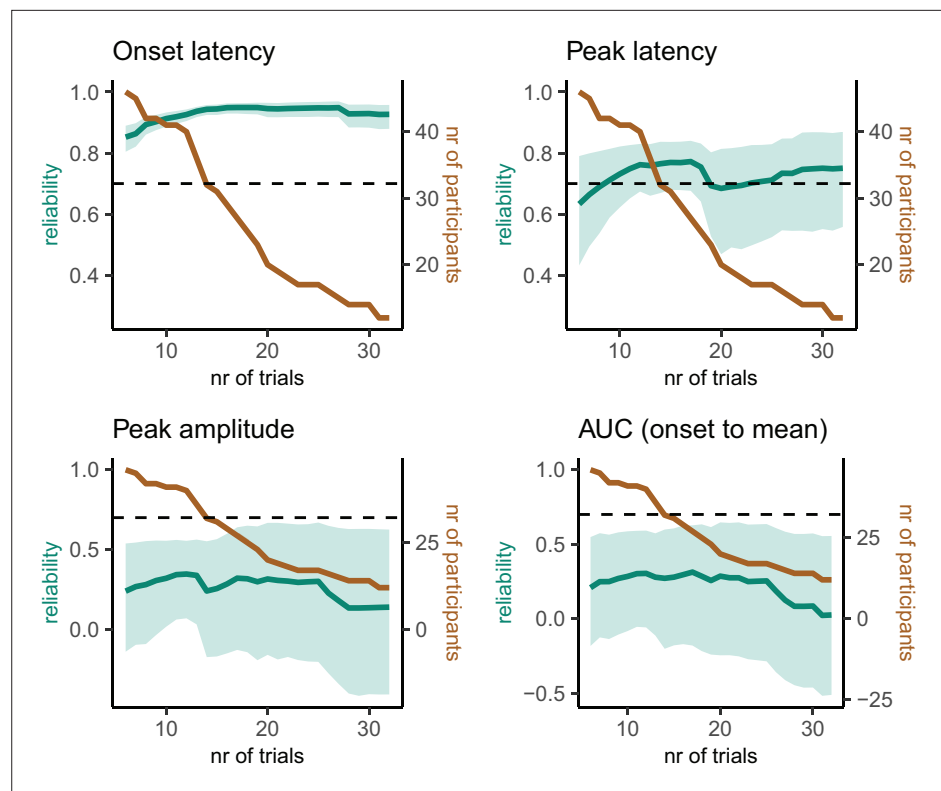 Onset latency
1.0
0.8
0.6
0.4
reliability
40
30
20
nr of participants
10
20
30
nr of trials
Peak latency
1.0
0.8
0.6
0.4
reliability
40
30
20
nr of participants
10
20
30
nr of trials
Peak amplitude
1.0
0.5
0.0
reliability
25
0
nr of participants
10
20
30
nr of trials
AUC (onset to mean)
1.0
0.5
0.0
−0.5
reliability
25
0
−25
nr of participants
10
20
30
nr of trials